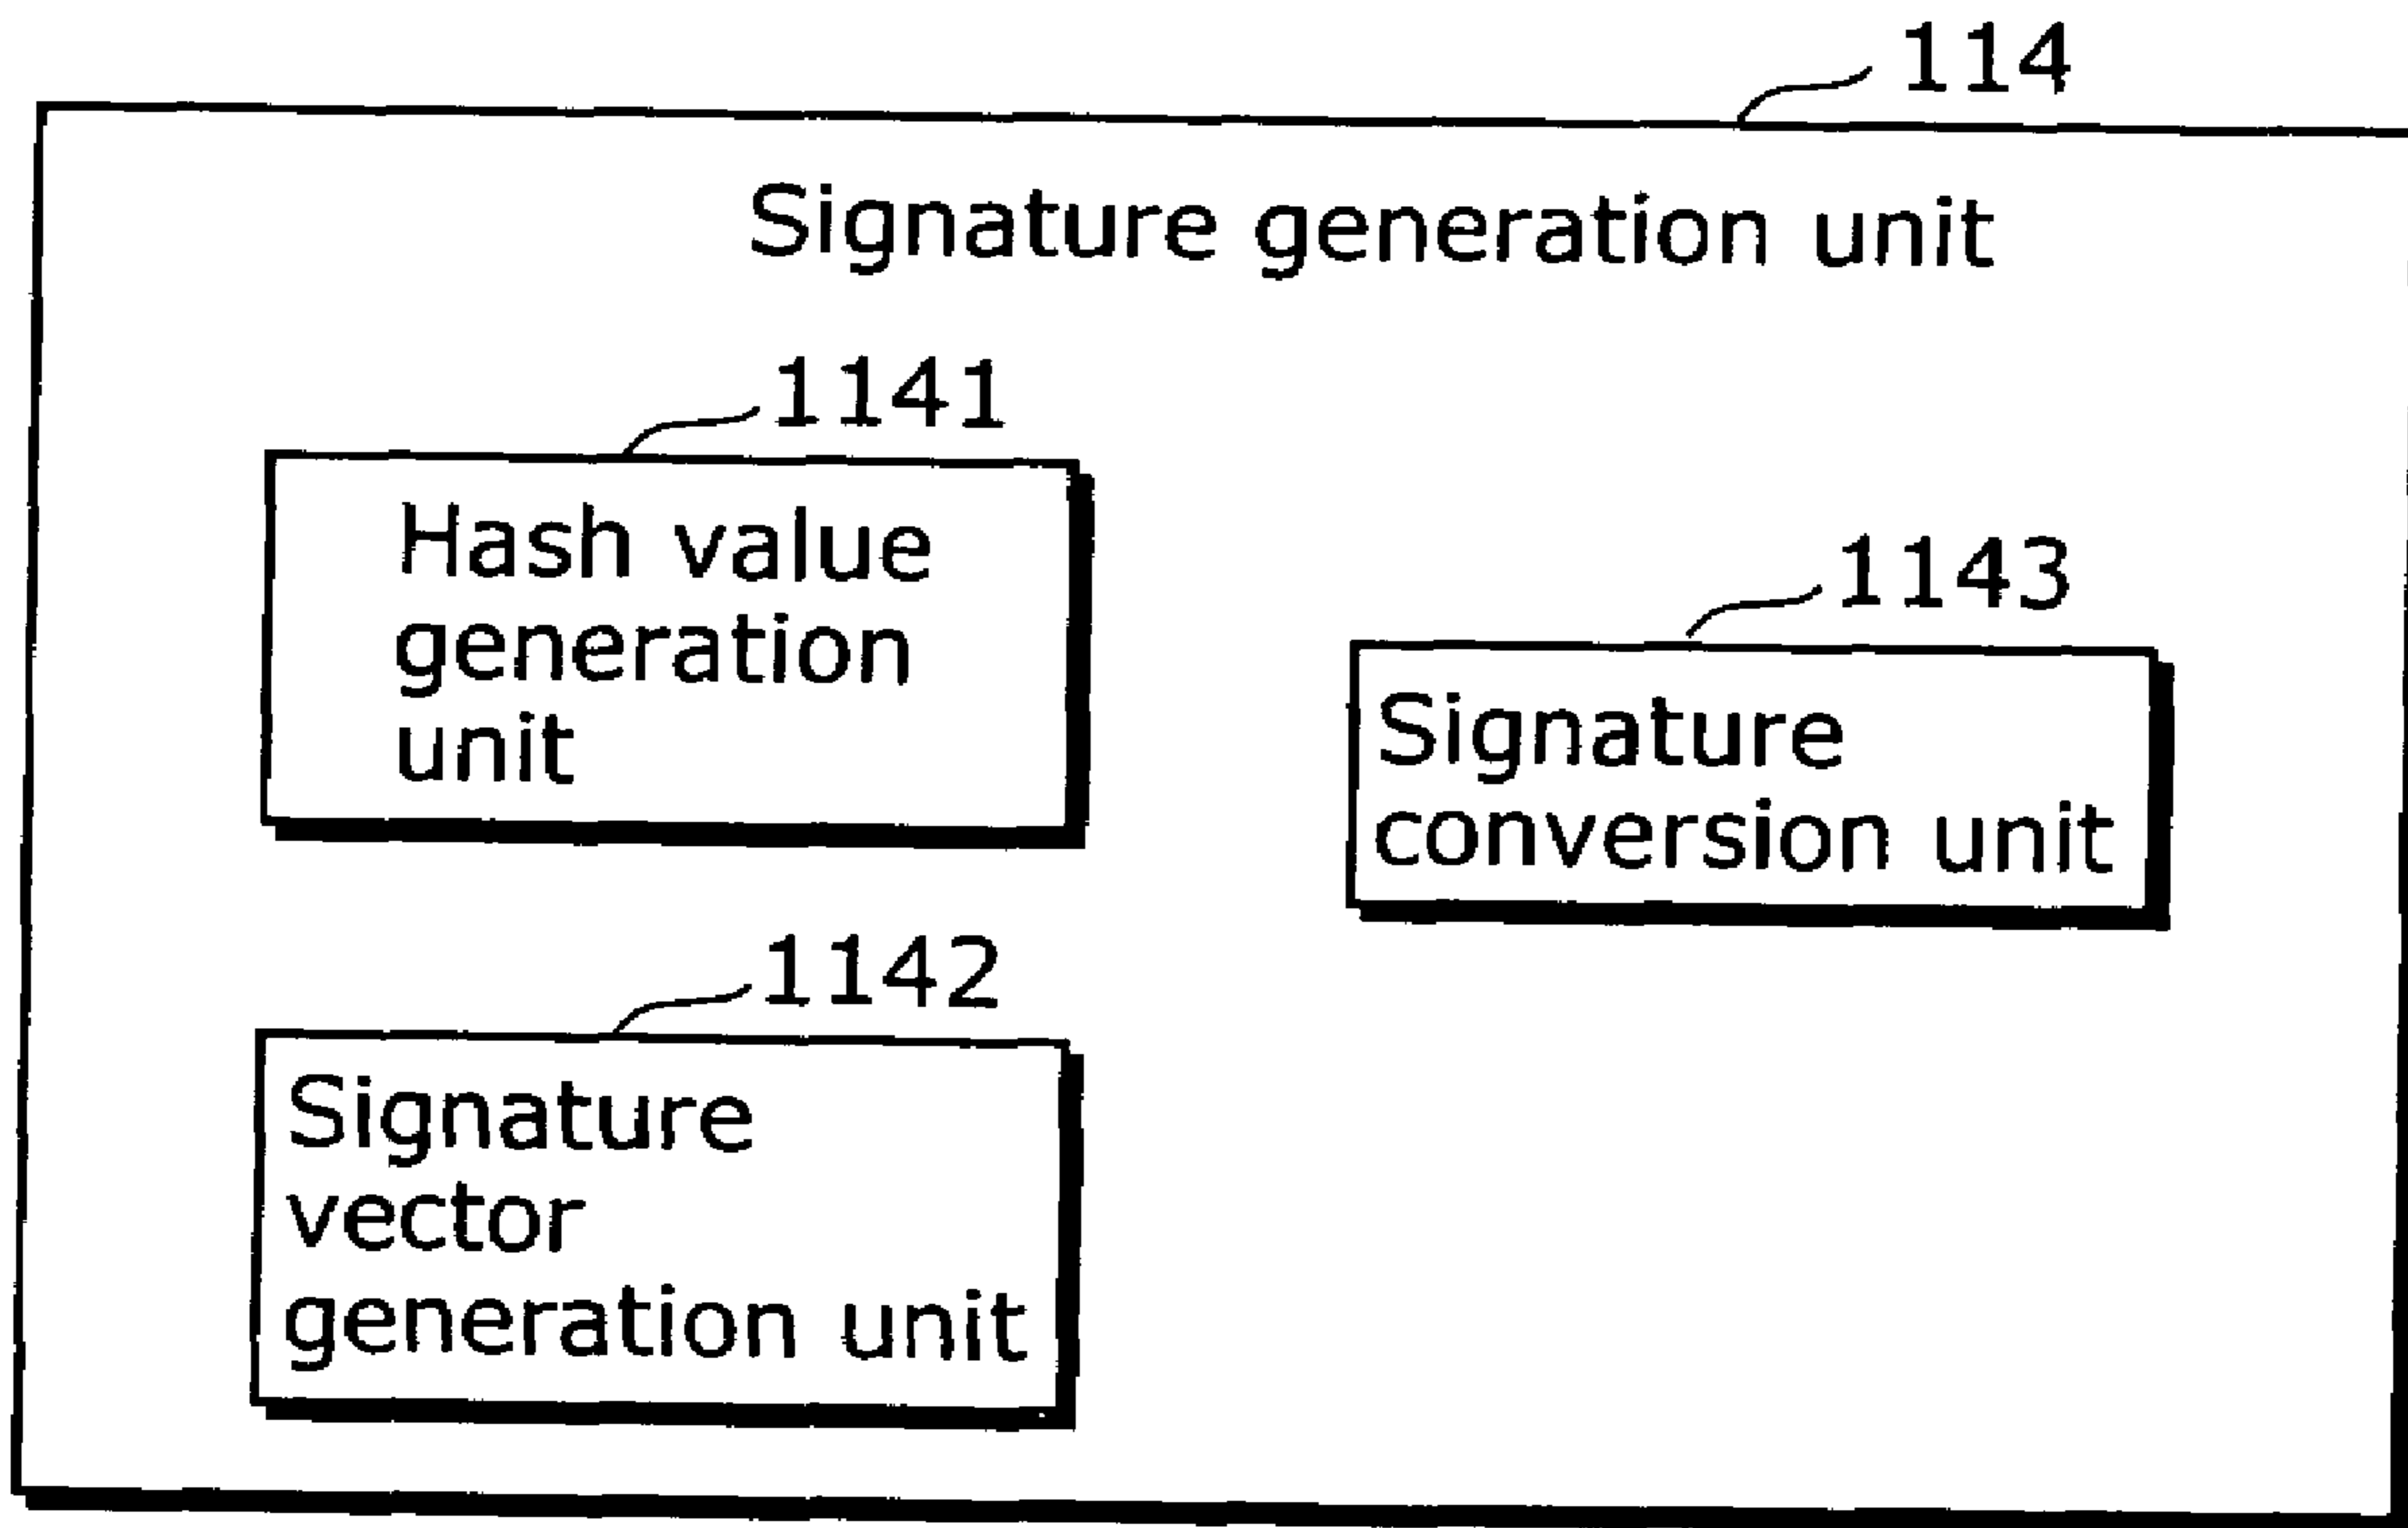 114
Signature generation unit
1141
Hash value
generation
unit
1143
Signature
conversion unit
1142
Signature
vector
generation unit